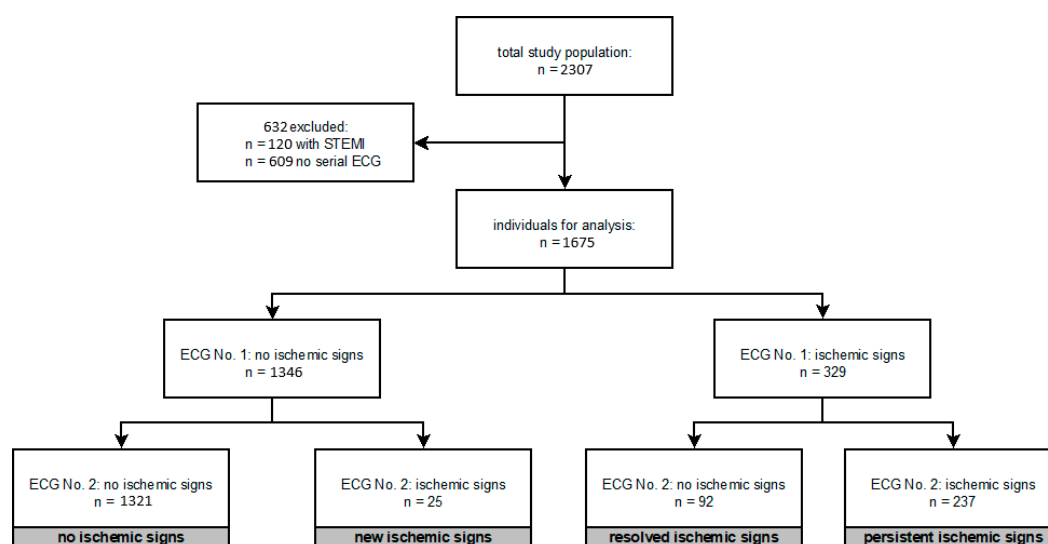 total study population:
n = 2307
632 excluded:
n = 120 with STEMI
n = 609 no serial ECG
individuals for analysis:
n = 1675
ECG No. 1: no ischemic signs
n = 1346
ECG No. 1: ischemic signs
n = 329
ECG No. 2: no ischemic signs
n = 1321
no ischemic signs
ECG No. 2: ischemic signs
n = 25
new ischemic signs
ECG No. 2: no ischemic signs
n = 92
resolved ischemic signs
ECG No. 2: ischemic signs
n = 237
persistent ischemic signs